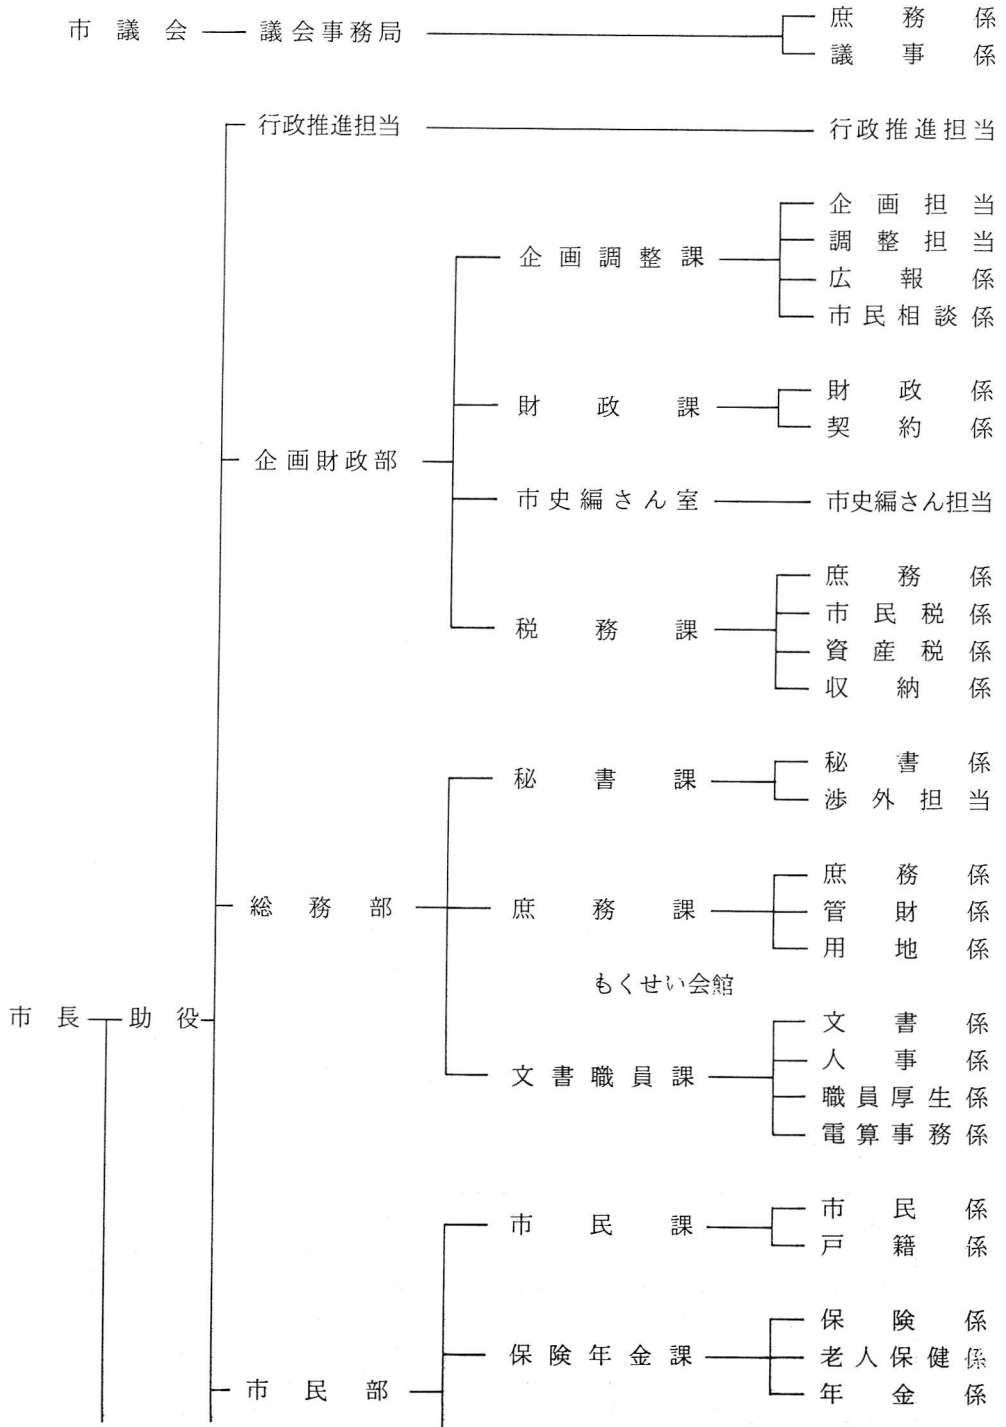 市議会 議会事務局 庶務係
議事係
行政推進担当 行政推進担当
企画担当
調整担当
企画調整課
広報係
市民相談係
財政係
財政課
契約係
企画財政部
市史編さん室 市史編さん担当
庶務係
市民税係
税務課
資産税係
収納係
秘書係
秘書課
渉外担当
庶務係
総務部 庶務課 管財係
用地係
もくせい会館
市長 助役
文書係
人事係
文書職員課
職員厚生係
電算事務係
市民係
市民課
戸籍係
保険係
保険年金課 老人保健係
市民部 年金係